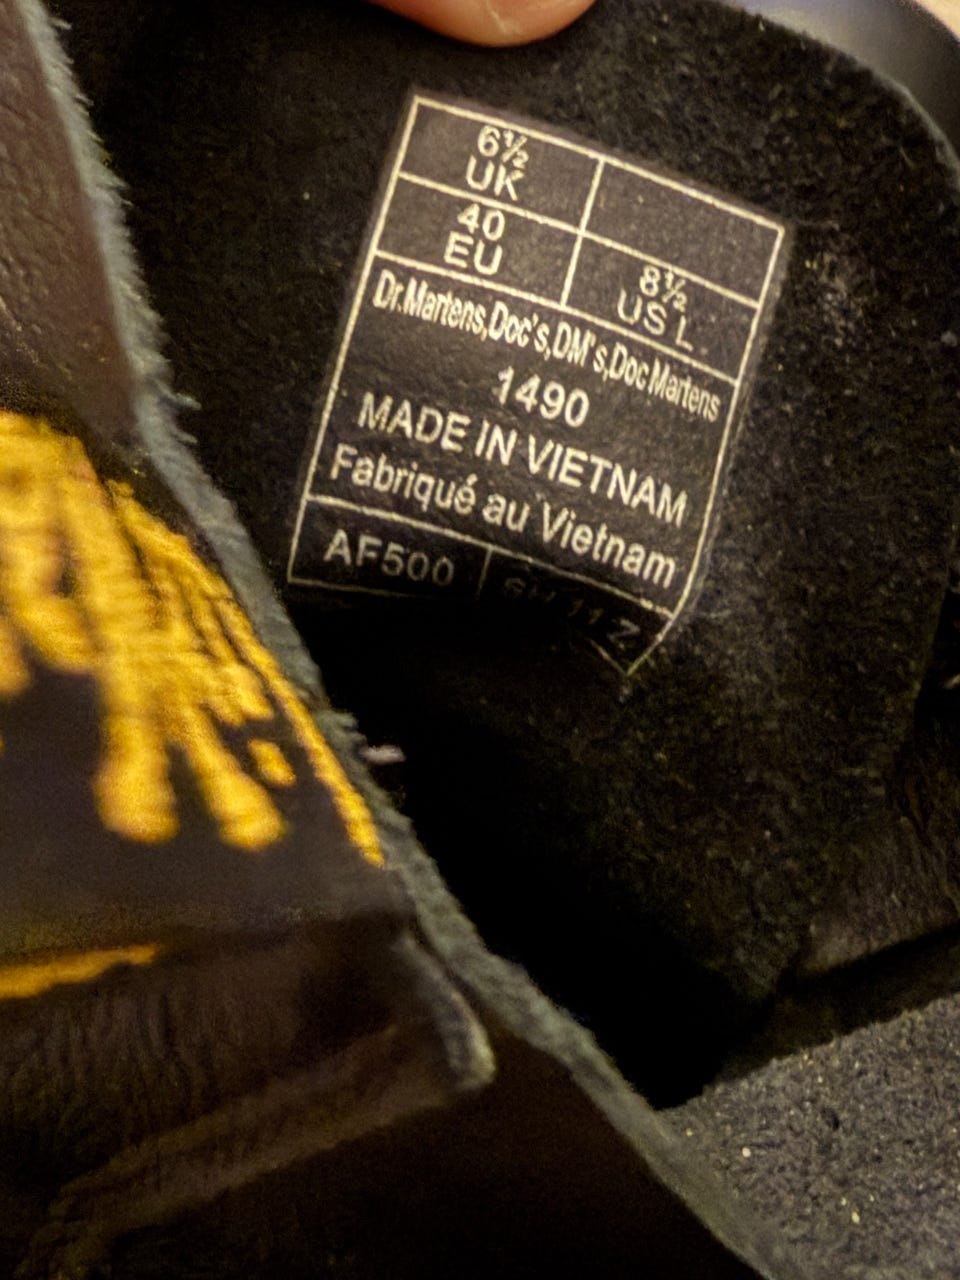 6½
UK
40
EU
8½
US L
Dr.Martens,Doc's,DM's,Doc Martens
1490
MADE IN VIETNAM
Fabriqué au Vietnam
AF500
11 Z